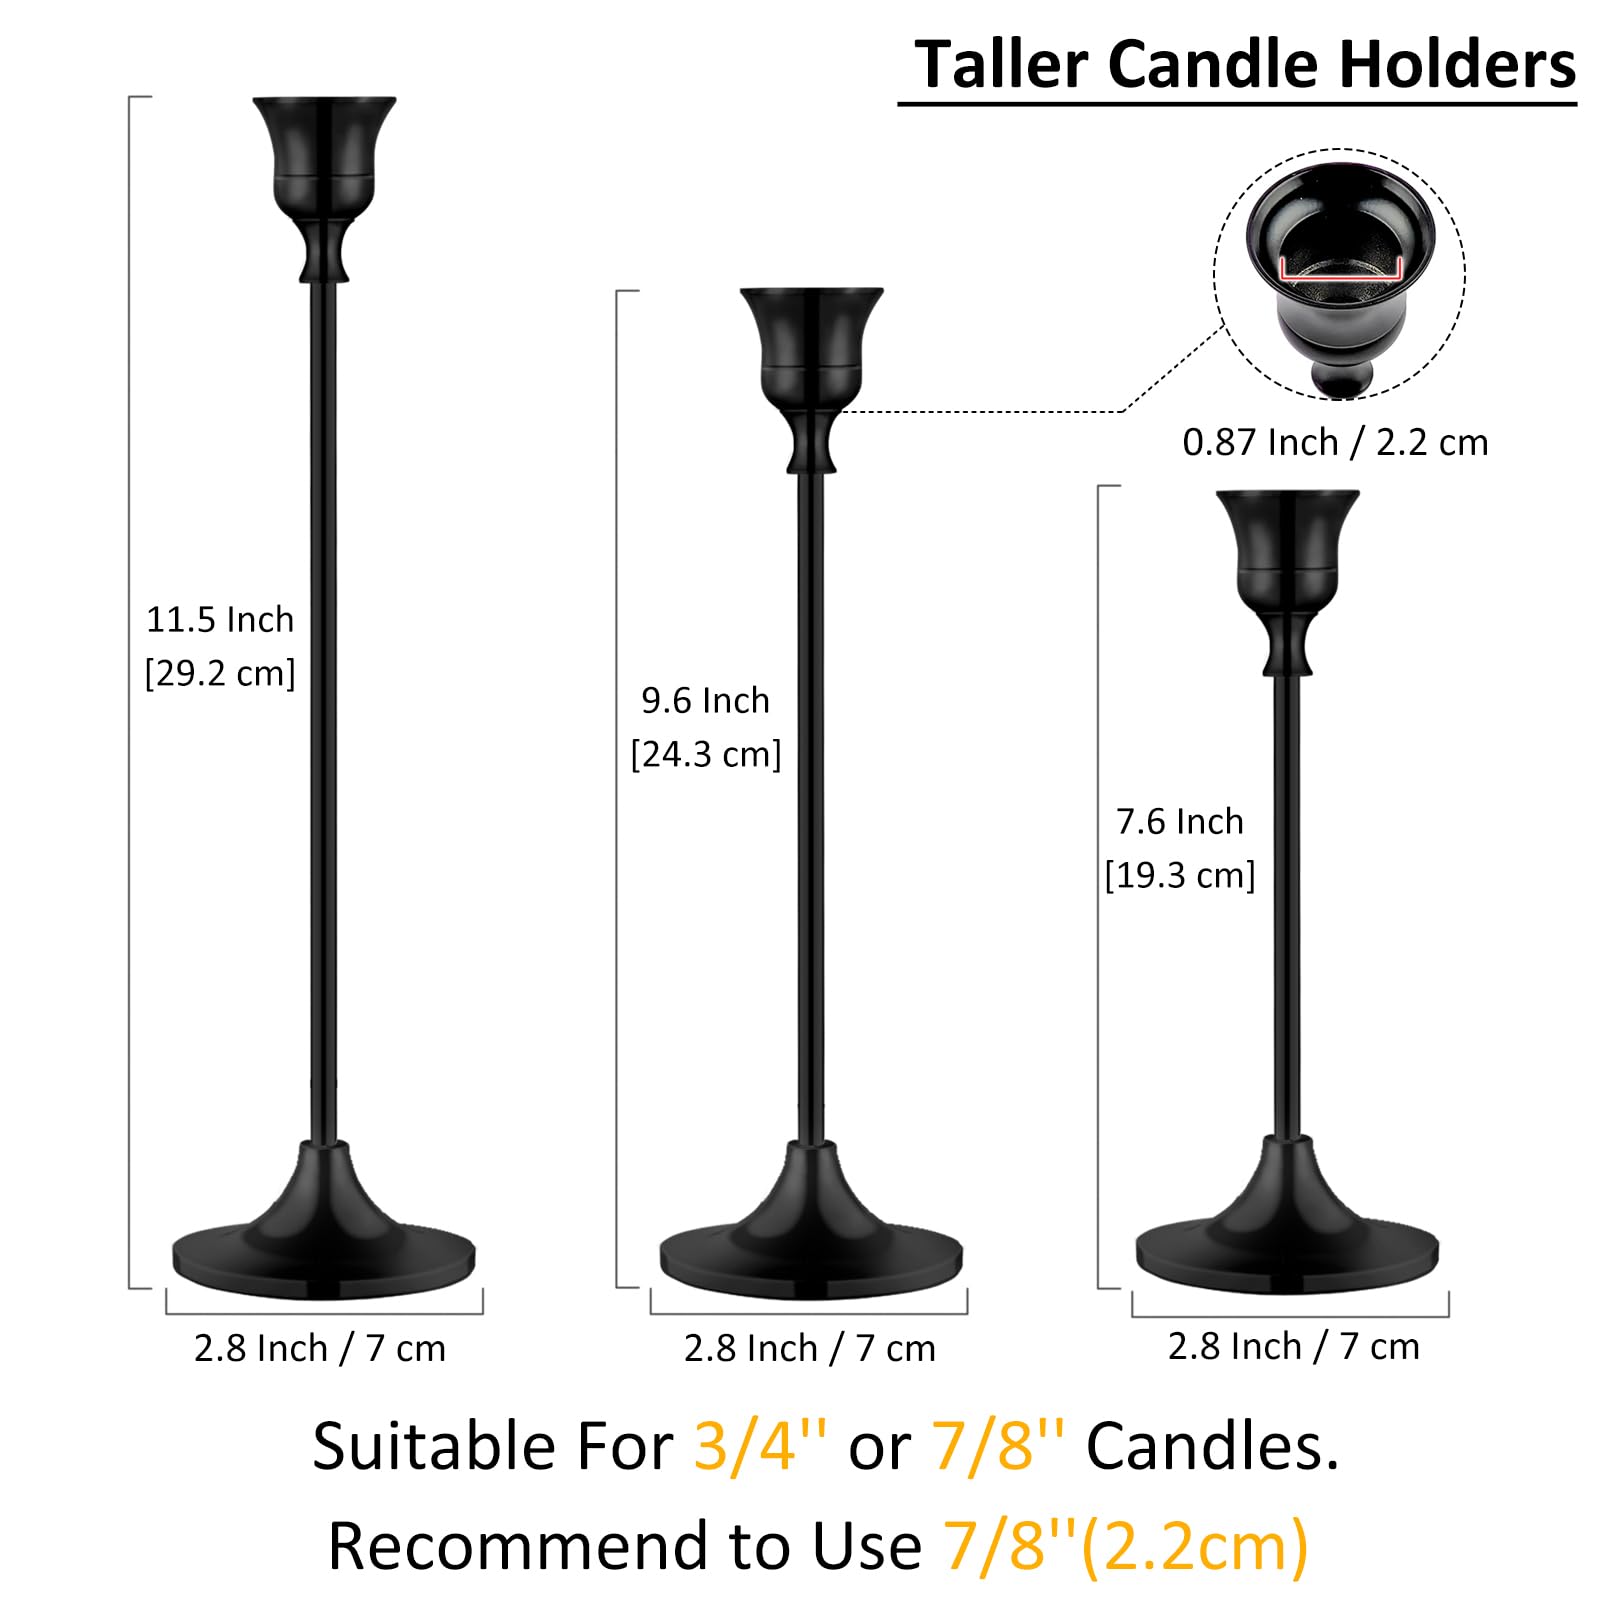 Taller Candle Holders
0.87 Inch / 2.2 cm
11.5 Inch
[29.2 cm]
9.6 Inch
[24.3 cm]
7.6 Inch
[19.3 cm]
2.8 Inch / 7 cm
2.8 Inch / 7 cm
2.8 Inch / 7 cm
Suitable For 3/4'' or 7/8'' Candles.
Recommend to Use 7/8''(2.2cm)